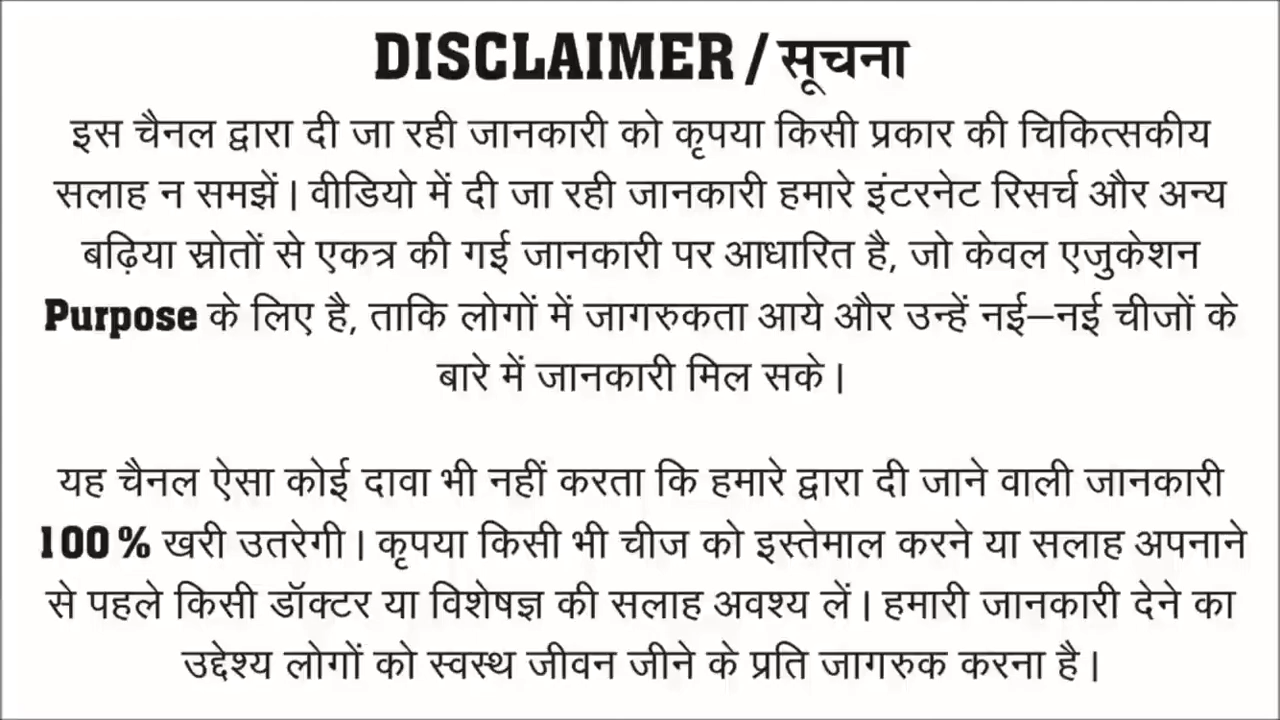 DISCLAIMER / सूचना
इस चैनल द्वारा दी जा रही जानकारी को कृपया किसी प्रकार की चिकित्सकीय
सलाह न समझें। वीडियो में दी जा रही जानकारी हमारे इंटरनेट रिसर्च और अन्य
बढ़िया स्रोतों से एकत्र की गई जानकारी पर आधारित है, जो केवल एजुकेशन
Purpose के लिए है, ताकि लोगों में जागरुकता आये और उन्हें नई–नई चीजों के
बारे में जानकारी मिल सके।
यह चैनल ऐसा कोई दावा भी नहीं करता कि हमारे द्वारा दी जाने वाली जानकारी
100% खरी उतरेगी। कृपया किसी भी चीज को इस्तेमाल करने या सलाह अपनाने
से पहले किसी डॉक्टर या विशेषज्ञ की सलाह अवश्य लें। हमारी जानकारी देने का
उद्देश्य लोगों को स्वस्थ जीवन जीने के प्रति जागरुक करना है।